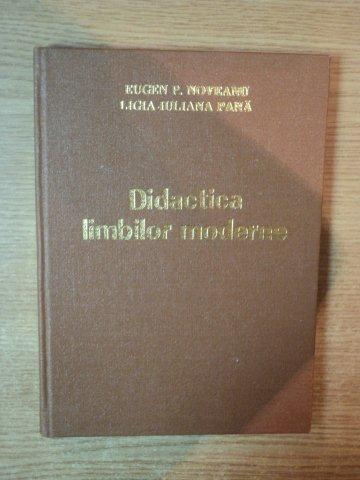 EUGEN P. NOVEANU
LIGIA-IULIANA PANĂ
Didactica
limbilor moderne